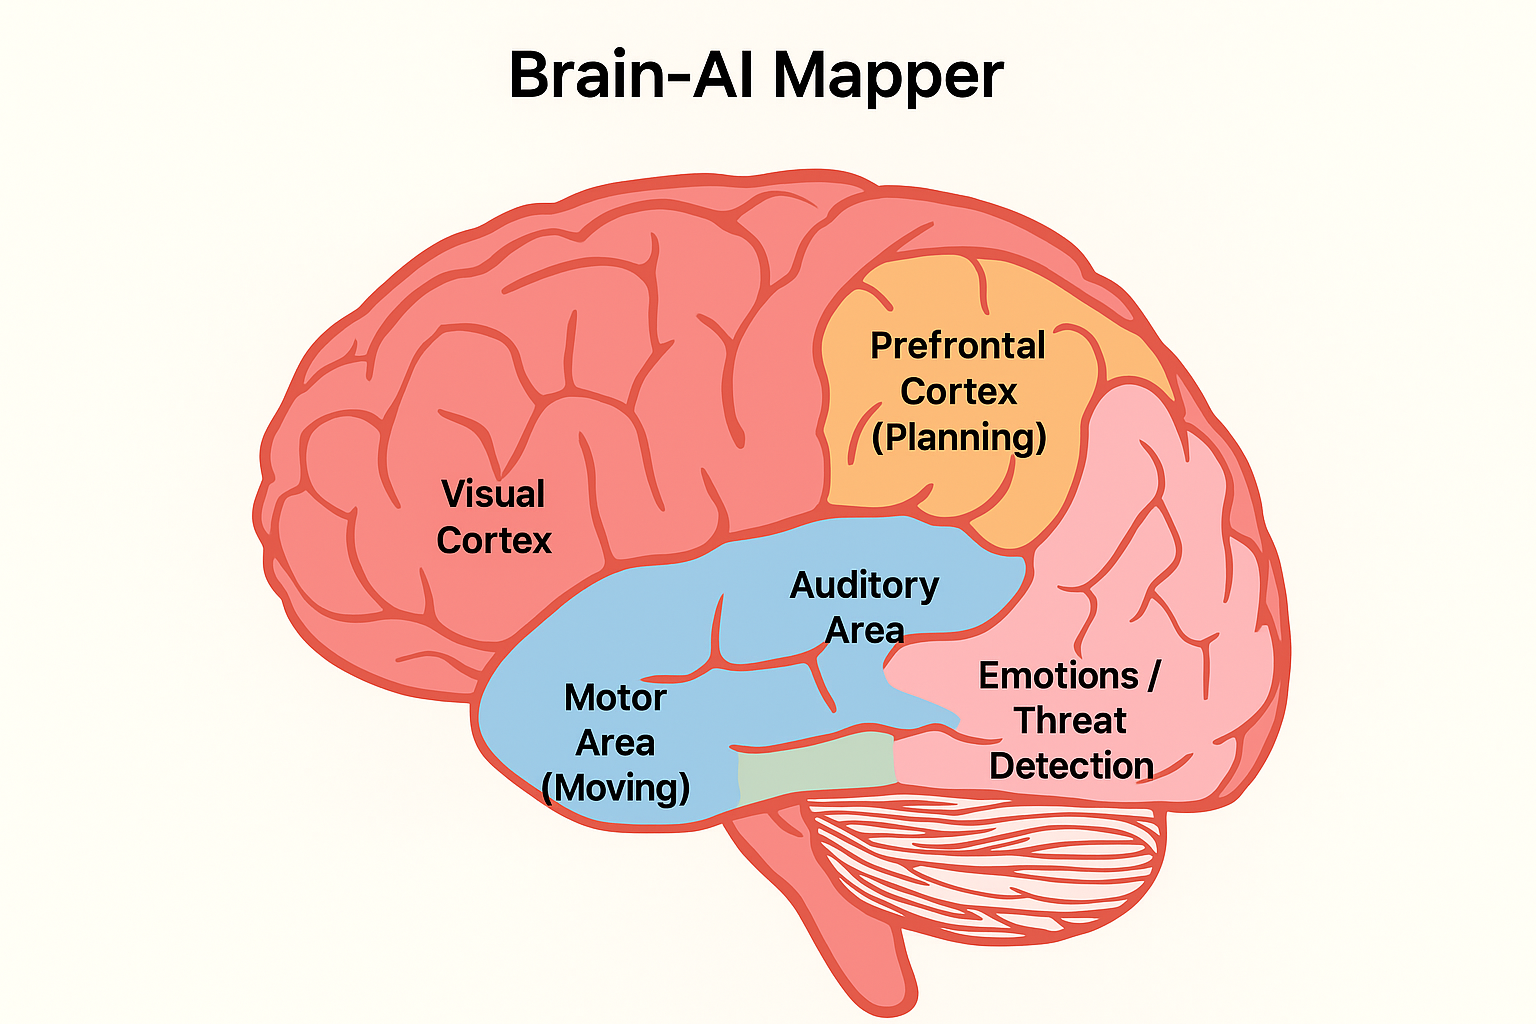 Brain-AI Mapper
Prefrontal
Cortex
(Planning)
Visual
Cortex
Auditory
Area
Motor
Area
(Moving)
Emotions /
Threat
Detection